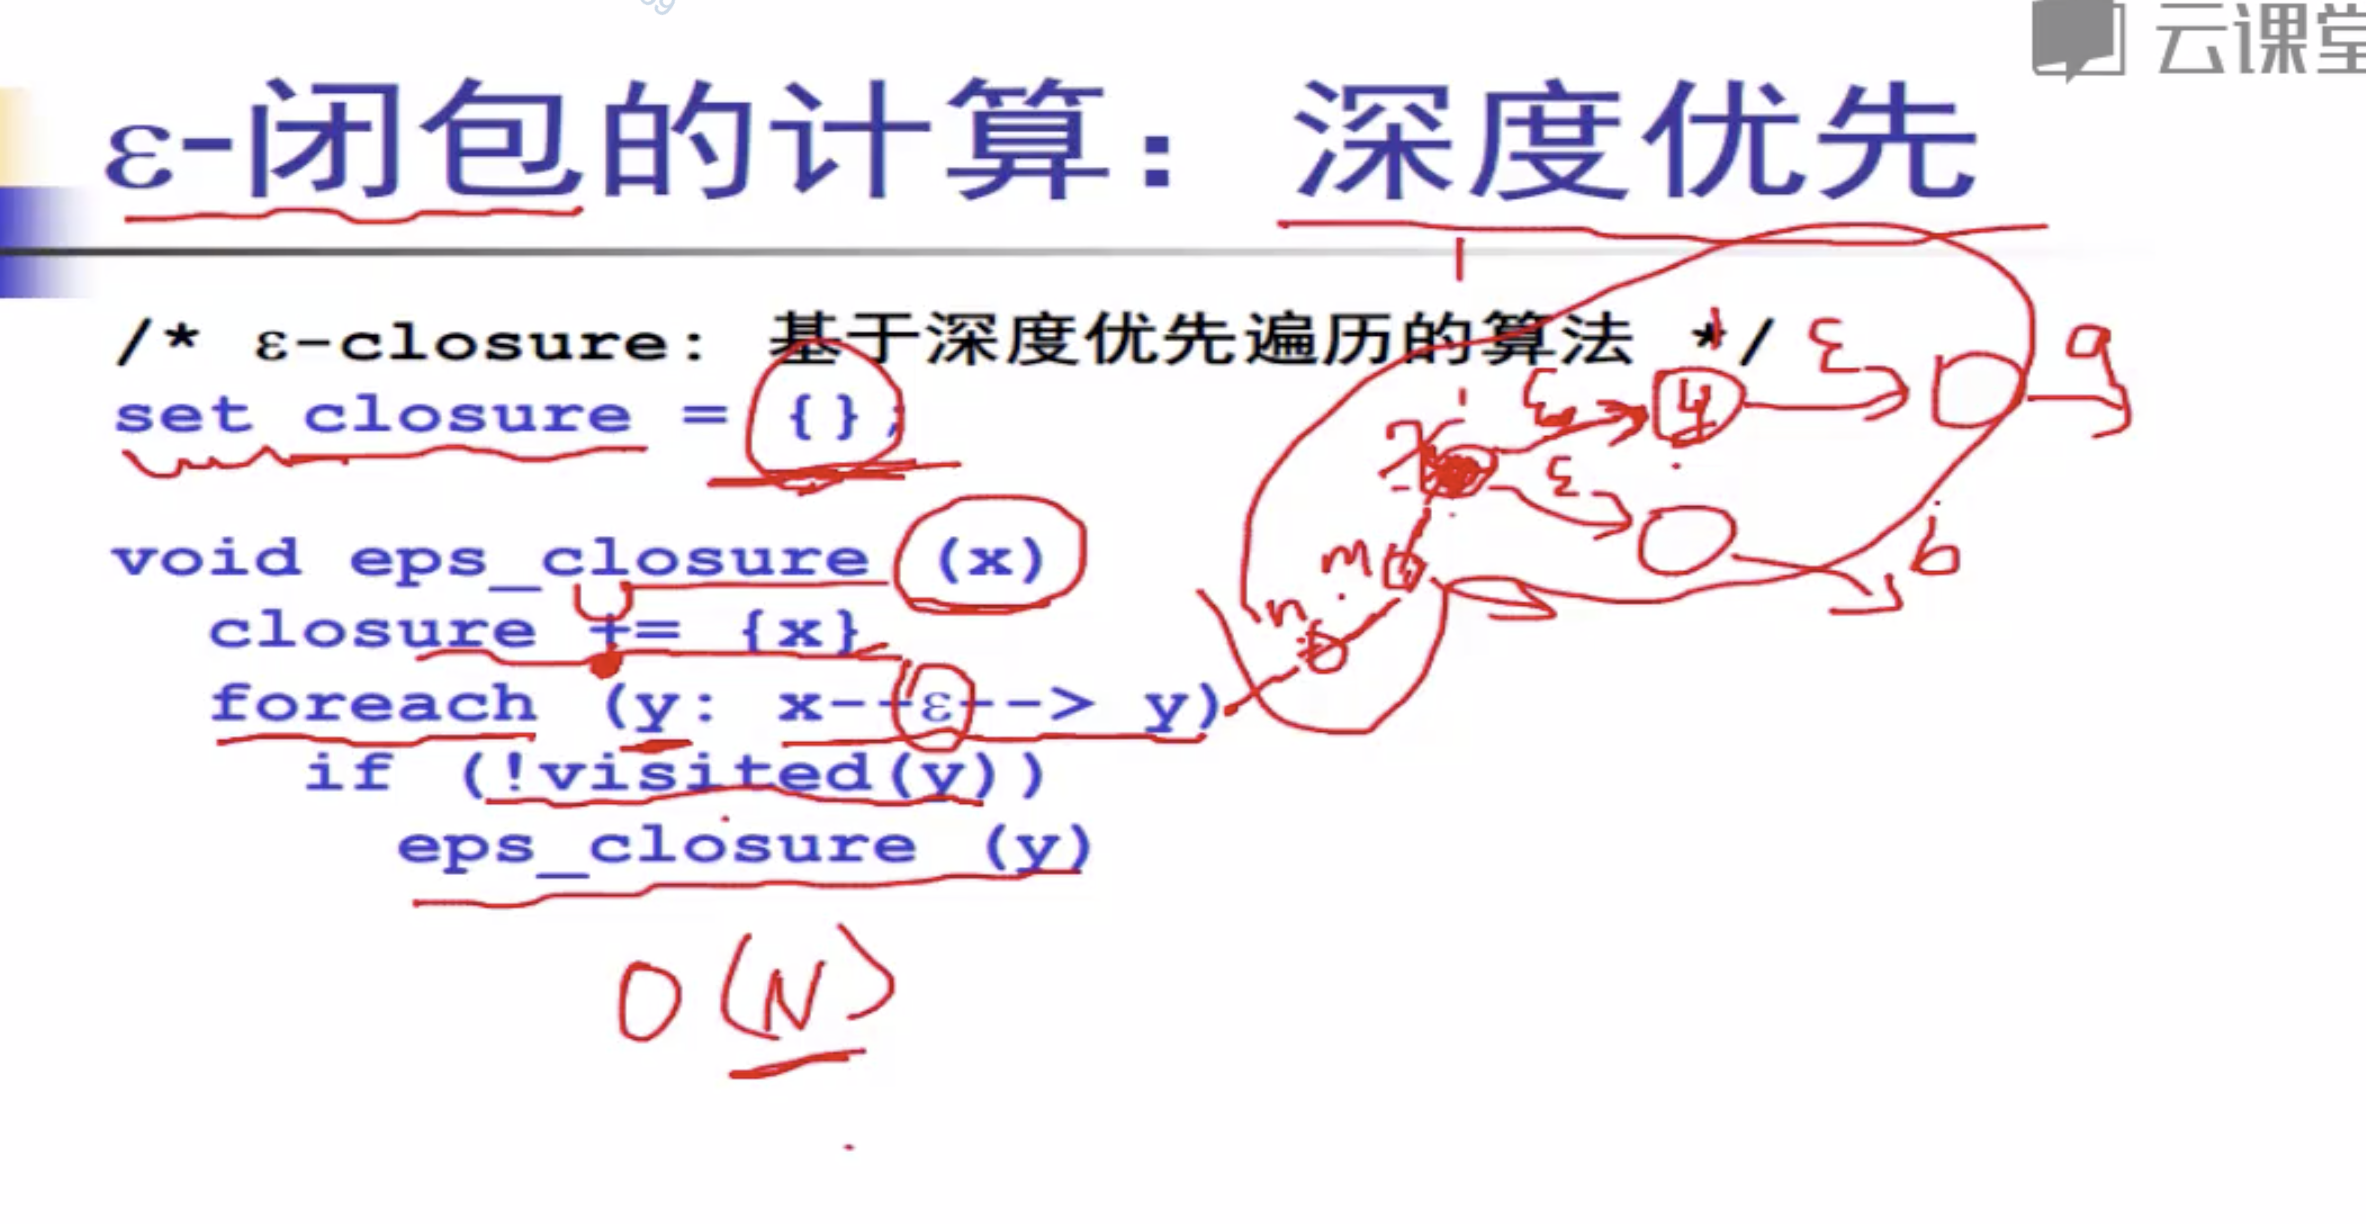 云课堂
ε-闭包的计算：深度优先
/* ε-closure: 基于深度优先遍历的算法 */
set closure = {};
void eps_closure (x)
closure += {x}
foreach (y: x--ε--> y)
if (!visited(y))
eps_closure (y)
O(N)
ε
a
x
ε
y
ε
m
b
n